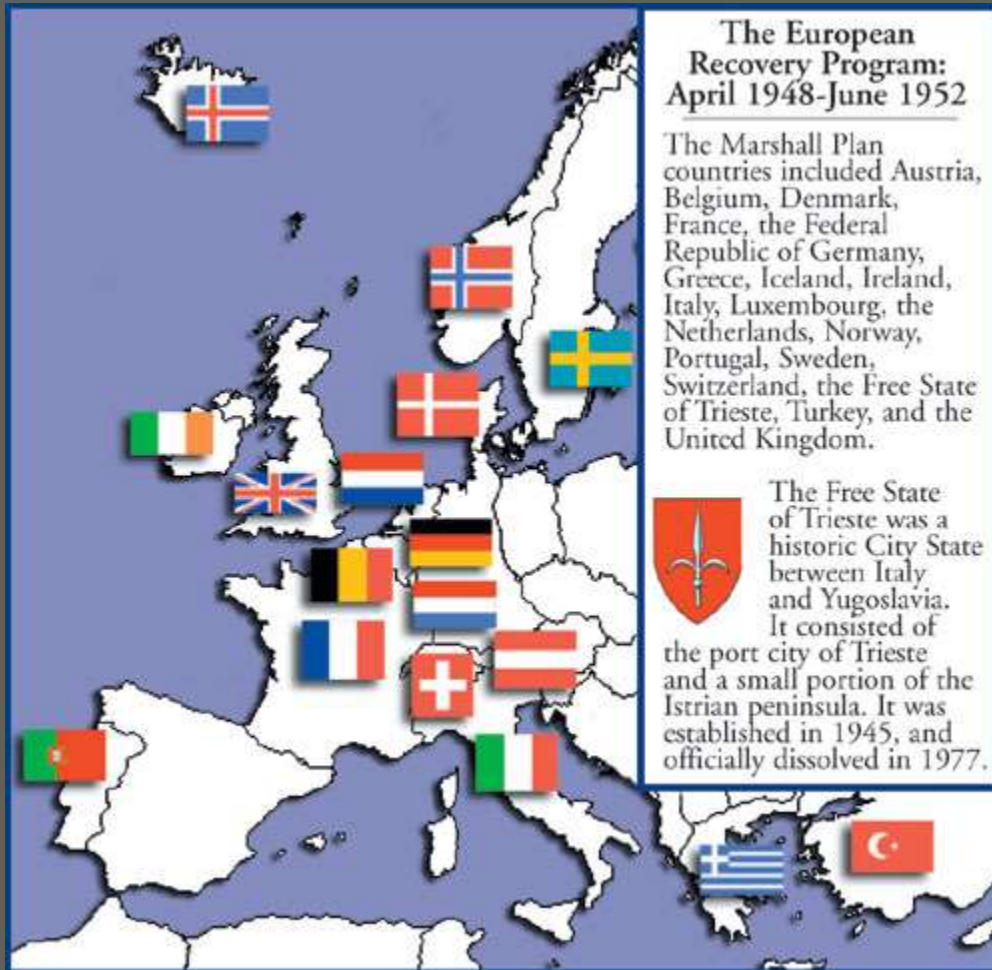 The European
Recovery Program:
April 1948-June 1952
The Marshall Plan
countries included Austria,
Belgium, Denmark,
France, the Federal
Republic of Germany,
Greece, Iceland, Ireland,
Italy, Luxembourg, the
Netherlands, Norway,
Portugal, Sweden,
Switzerland, the Free State
of Trieste, Turkey, and the
United Kingdom.
The Free State
of Trieste was a
historic City State
between Italy
and Yugoslavia.
It consisted of
the port city of Trieste
and a small portion of the
Istrian peninsula. It was
established in 1945, and
officially dissolved in 1977.